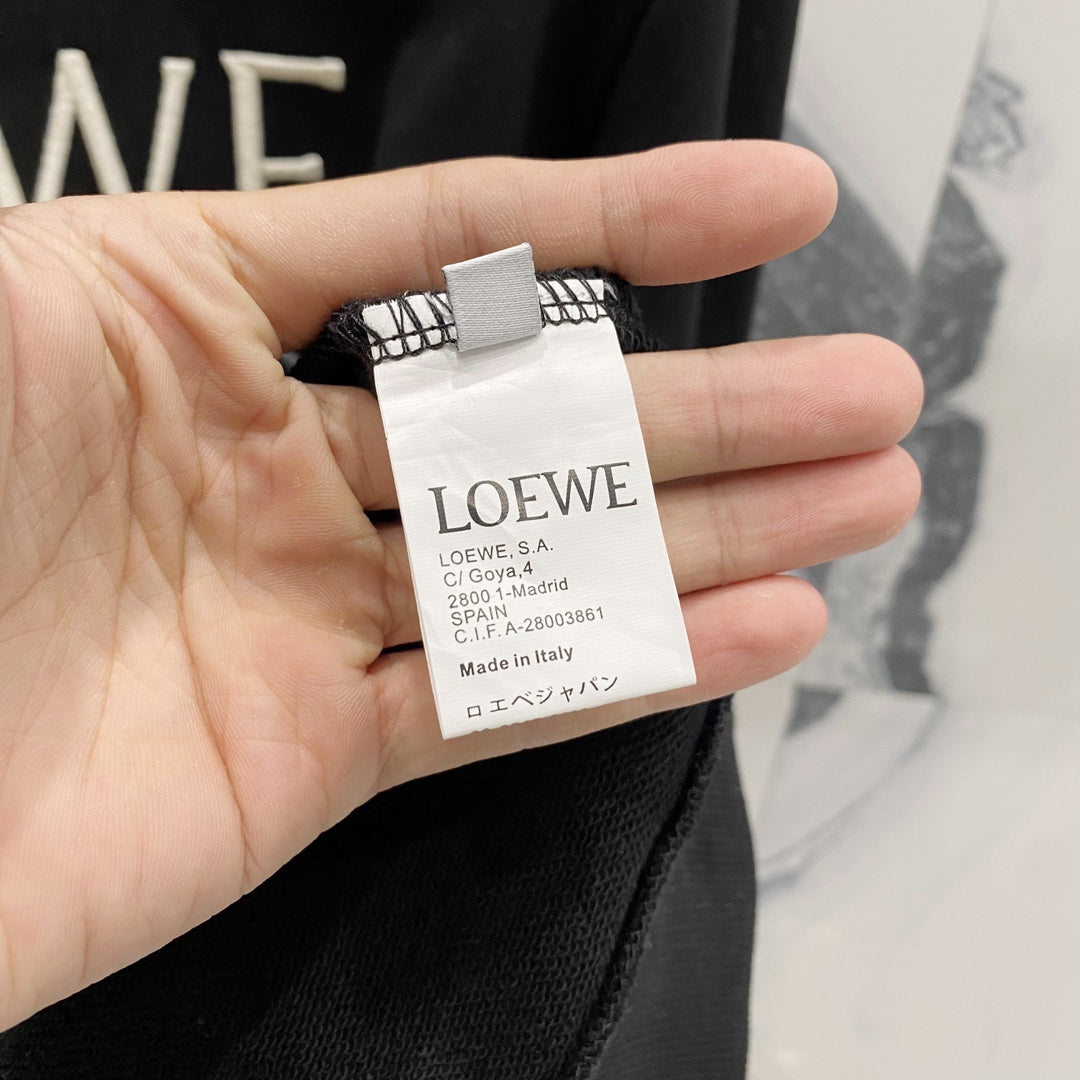 WE
LOEWE
LOEWE, S.A.
C/ Goya,4
2800 1-Madrid
SPAIN
C.I.F. A-28003861
Made in Italy
ロエベジャパン